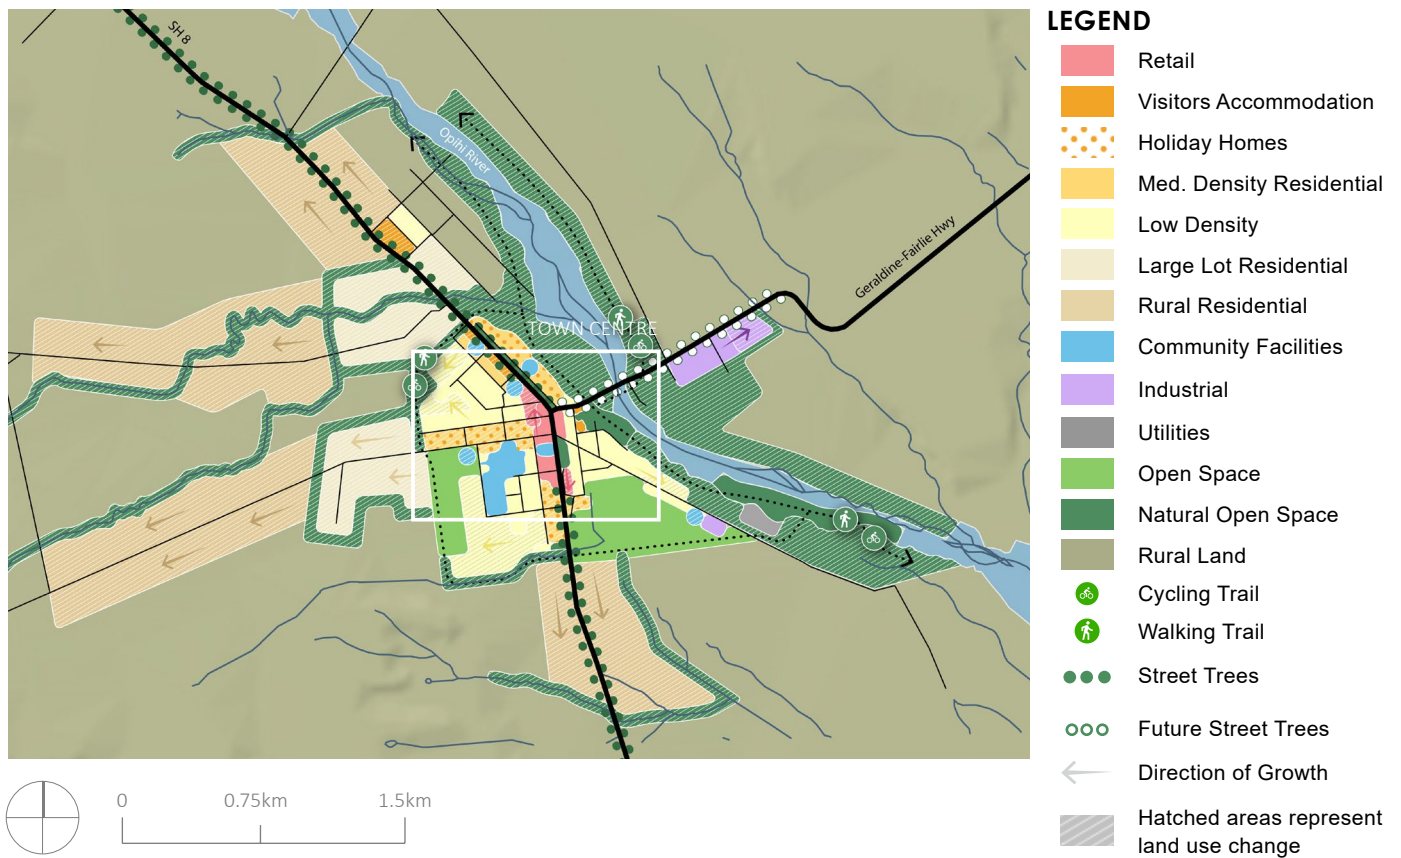 SH 8
Opihi River
TOWN CENTRE
Geraldine-Fairlie Hwy
LEGEND
Retail
Visitors Accommodation
Holiday Homes
Med. Density Residential
Low Density
Large Lot Residential
Rural Residential
Community Facilities
Industrial
Utilities
Open Space
Natural Open Space
Rural Land
Cycling Trail
Walking Trail
Street Trees
Future Street Trees
Direction of Growth
Hatched areas represent
land use change
0 0.75km 1.5km